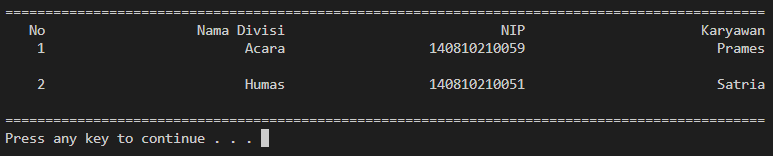 ===============================================================================================
No Nama Divisi NIP Karyawan
1 Acara 140810210059 Prames
2 Humas 140810210051 Satria
===============================================================================================
Press any key to continue . . .